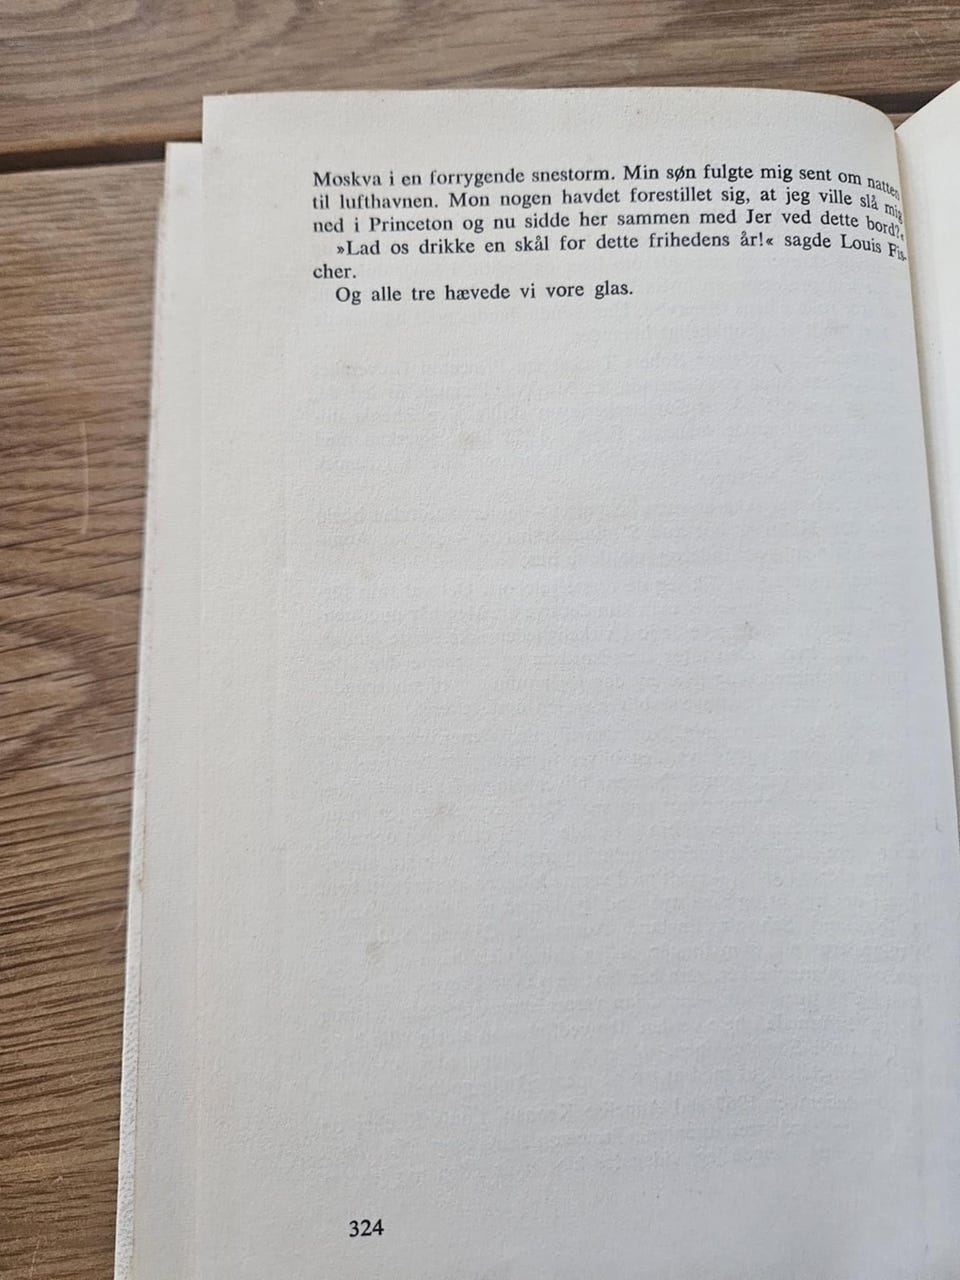 Moskva i en forrygende snestorm. Min søn fulgte mig sent om natten
til lufthavnen. Mon nogen havdet forestillet sig, at jeg ville slå mig
ned i Princeton og nu sidde her sammen med Jer ved dette bord?«
»Lad os drikke en skål for dette frihedens år!« sagde Louis Fis-
cher.
Og alle tre hævede vi vore glas.
324